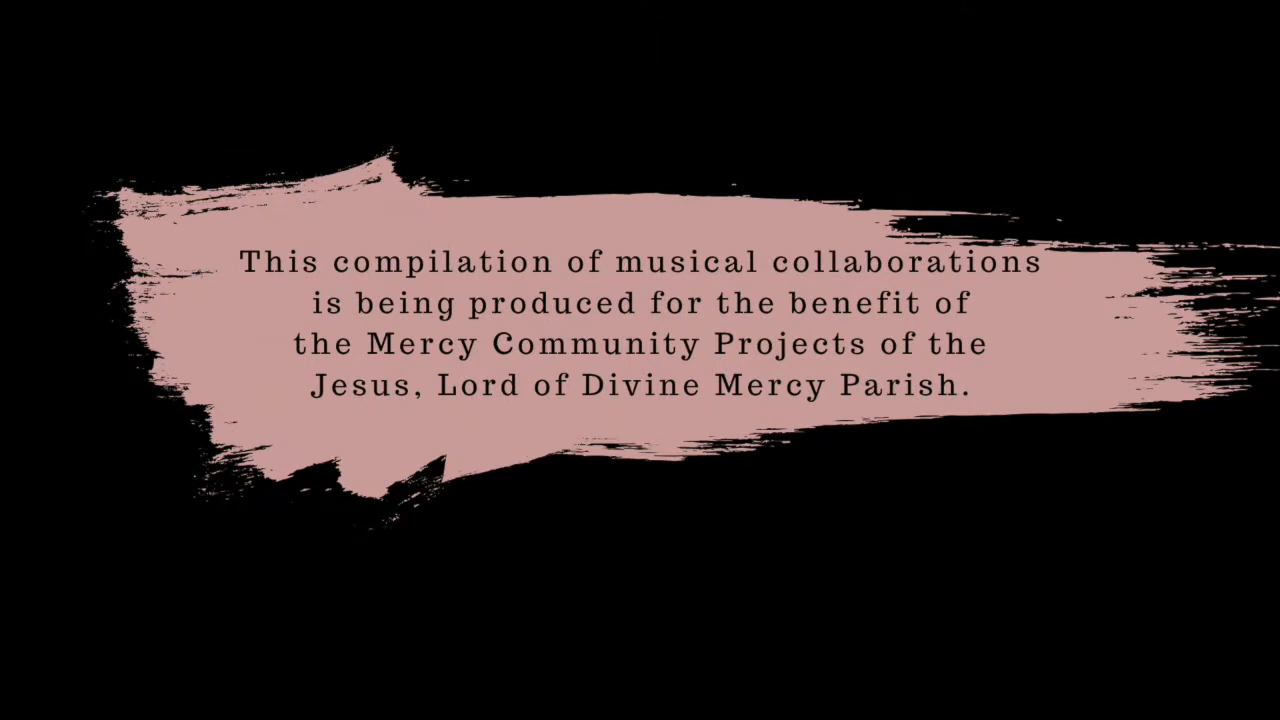 This compilation of musical collaborations
is being produced for the benefit of
the Mercy Community Projects of the
Jesus, Lord of Divine Mercy Parish.